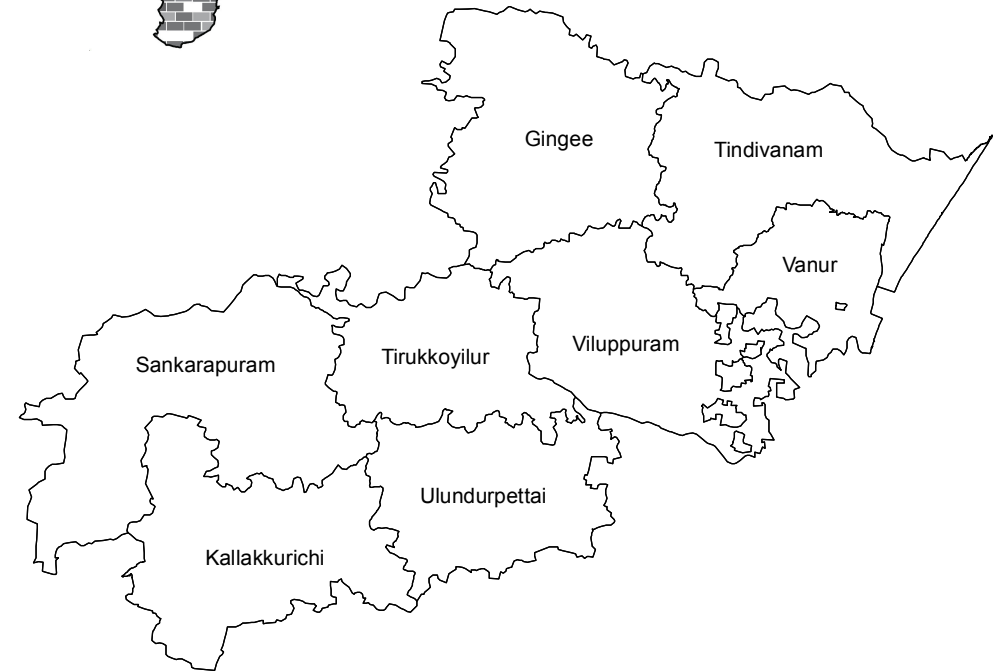 Gingee
Tindivanam
Vanur
Viluppuram
Tirukkoyilur
Sankarapuram
Ulundurpettai
Kallakkurichi